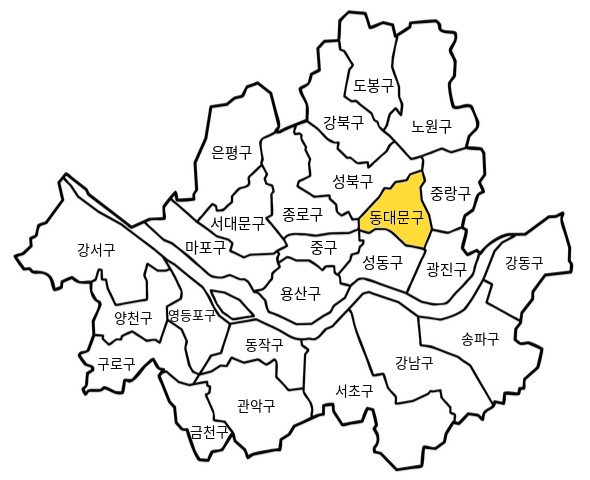 도봉구
강북구
노원구
은평구
성북구
중랑구
서대문구
종로구
동대문구
마포구
중구
강서구
성동구
광진구
강동구
용산구
양천구
영등포구
동작구
송파구
구로구
강남구
서초구
관악구
금천구